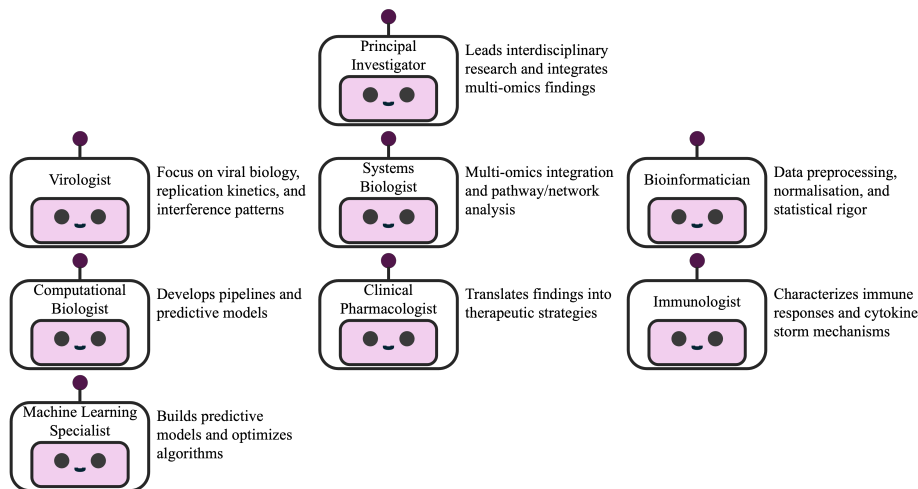 Principal
Investigator
Leads interdisciplinary
research and integrates
multi-omics findings
Virologist
Focus on viral biology,
replication kinetics, and
interference patterns
Systems
Biologist
Multi-omics integration
and pathway/network
analysis
Bioinformatician
Data preprocessing,
normalisation, and
statistical rigor
Computational
Biologist
Develops pipelines and
predictive models
Clinical
Pharmacologist
Translates findings into
therapeutic strategies
Immunologist
Characterizes immune
responses and cytokine
storm mechanisms
Machine Learning
Specialist
Builds predictive
models and optimizes
algorithms